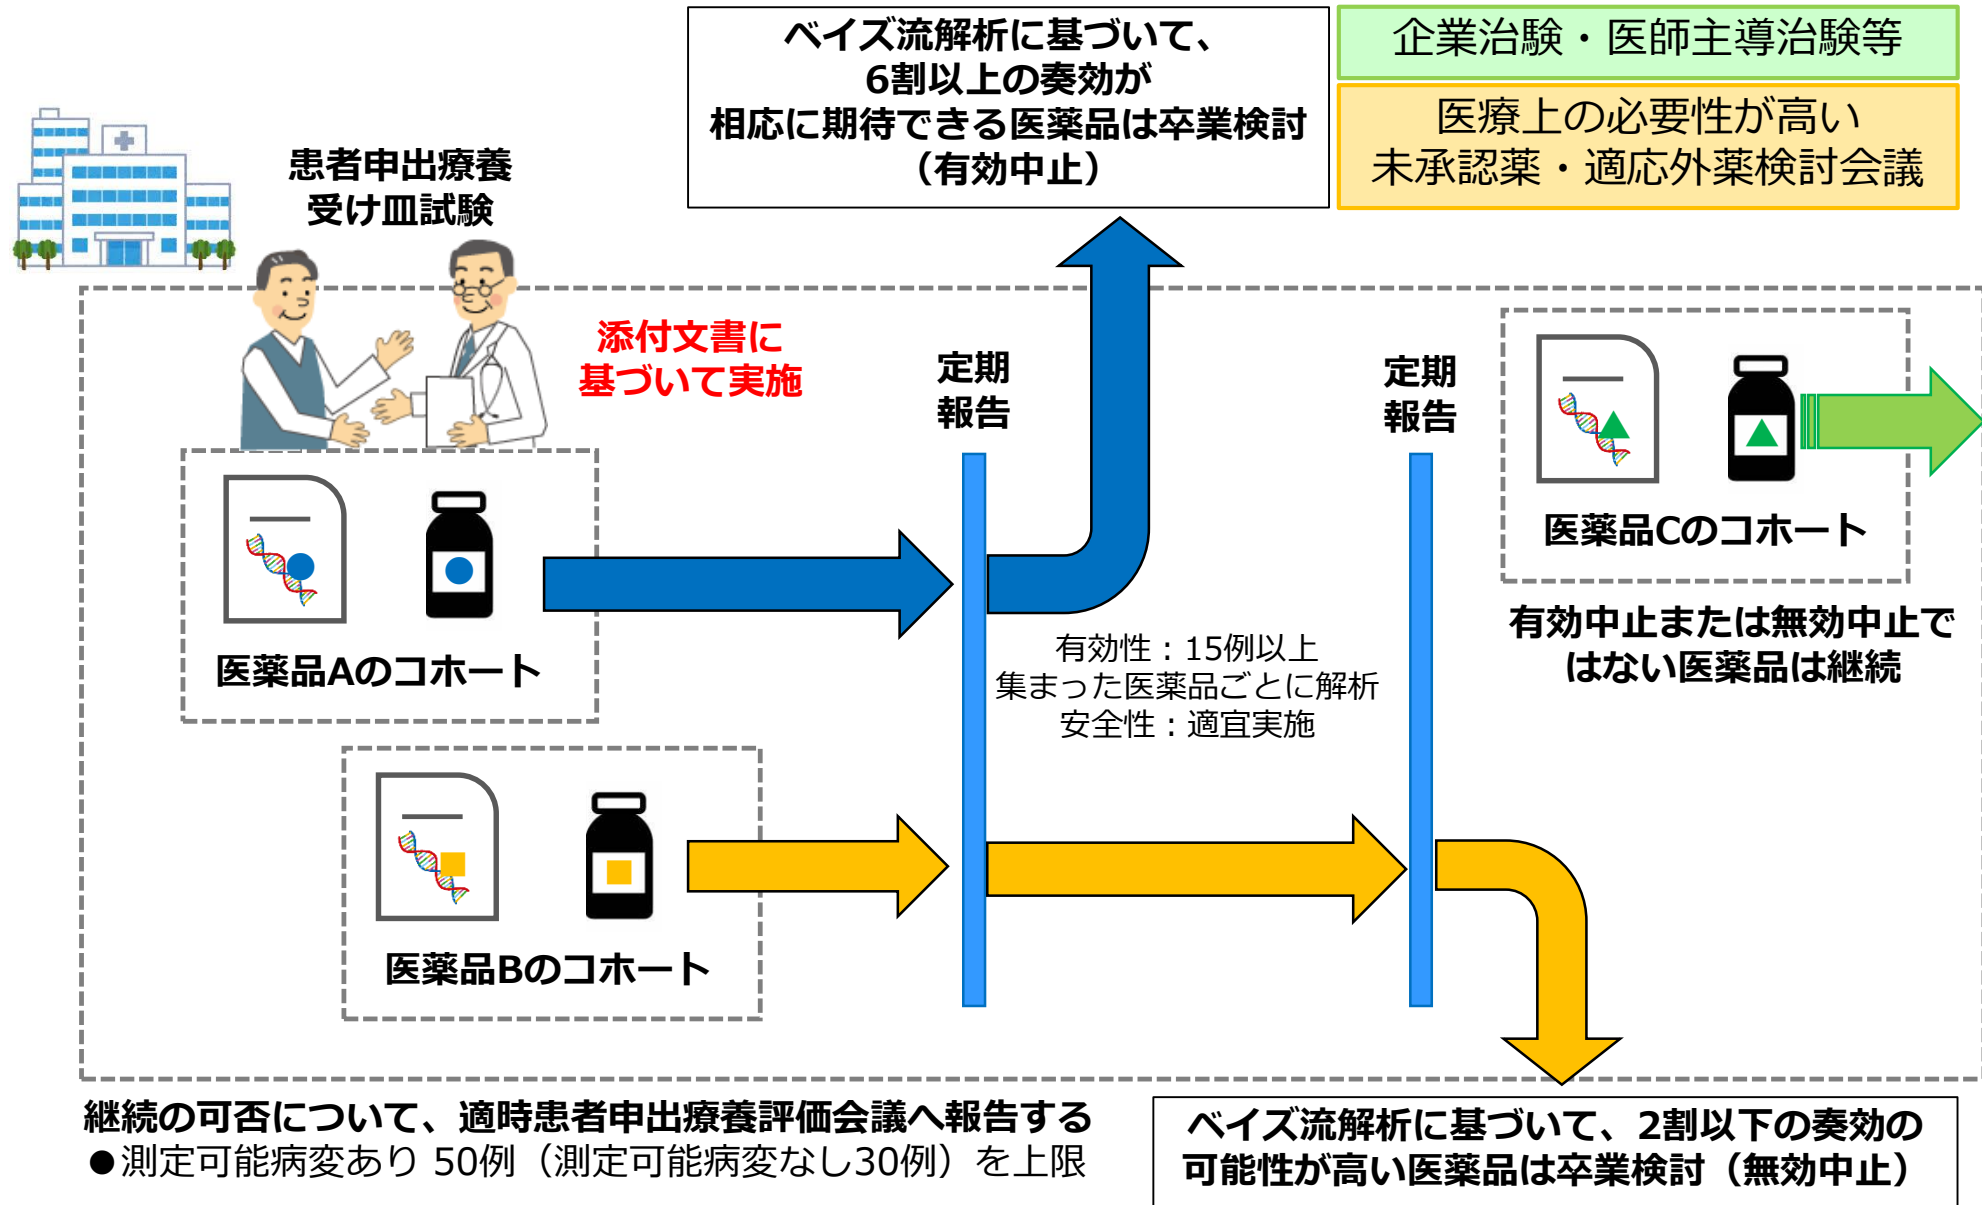 ベイズ流解析に基づいて、
6割以上の奏効が
相応に期待できる医薬品は卒業検討
（有効中止）
企業治験・医師主導治験等
医療上の必要性が高い
未承認薬・適応外薬検討会議
患者申出療養
受け皿試験
添付文書に
基づいて実施
定期
報告
定期
報告
医薬品Aのコホート
医薬品Bのコホート
医薬品Cのコホート
有効性：15例以上
集まった医薬品ごとに解析
安全性：適宜実施
有効中止または無効中止で
はない医薬品は継続
継続の可否について、適時患者申出療養評価会議へ報告する
●測定可能病変あり 50例（測定可能病変なし30例）を上限
ベイズ流解析に基づいて、2割以下の奏効の
可能性が高い医薬品は卒業検討（無効中止）